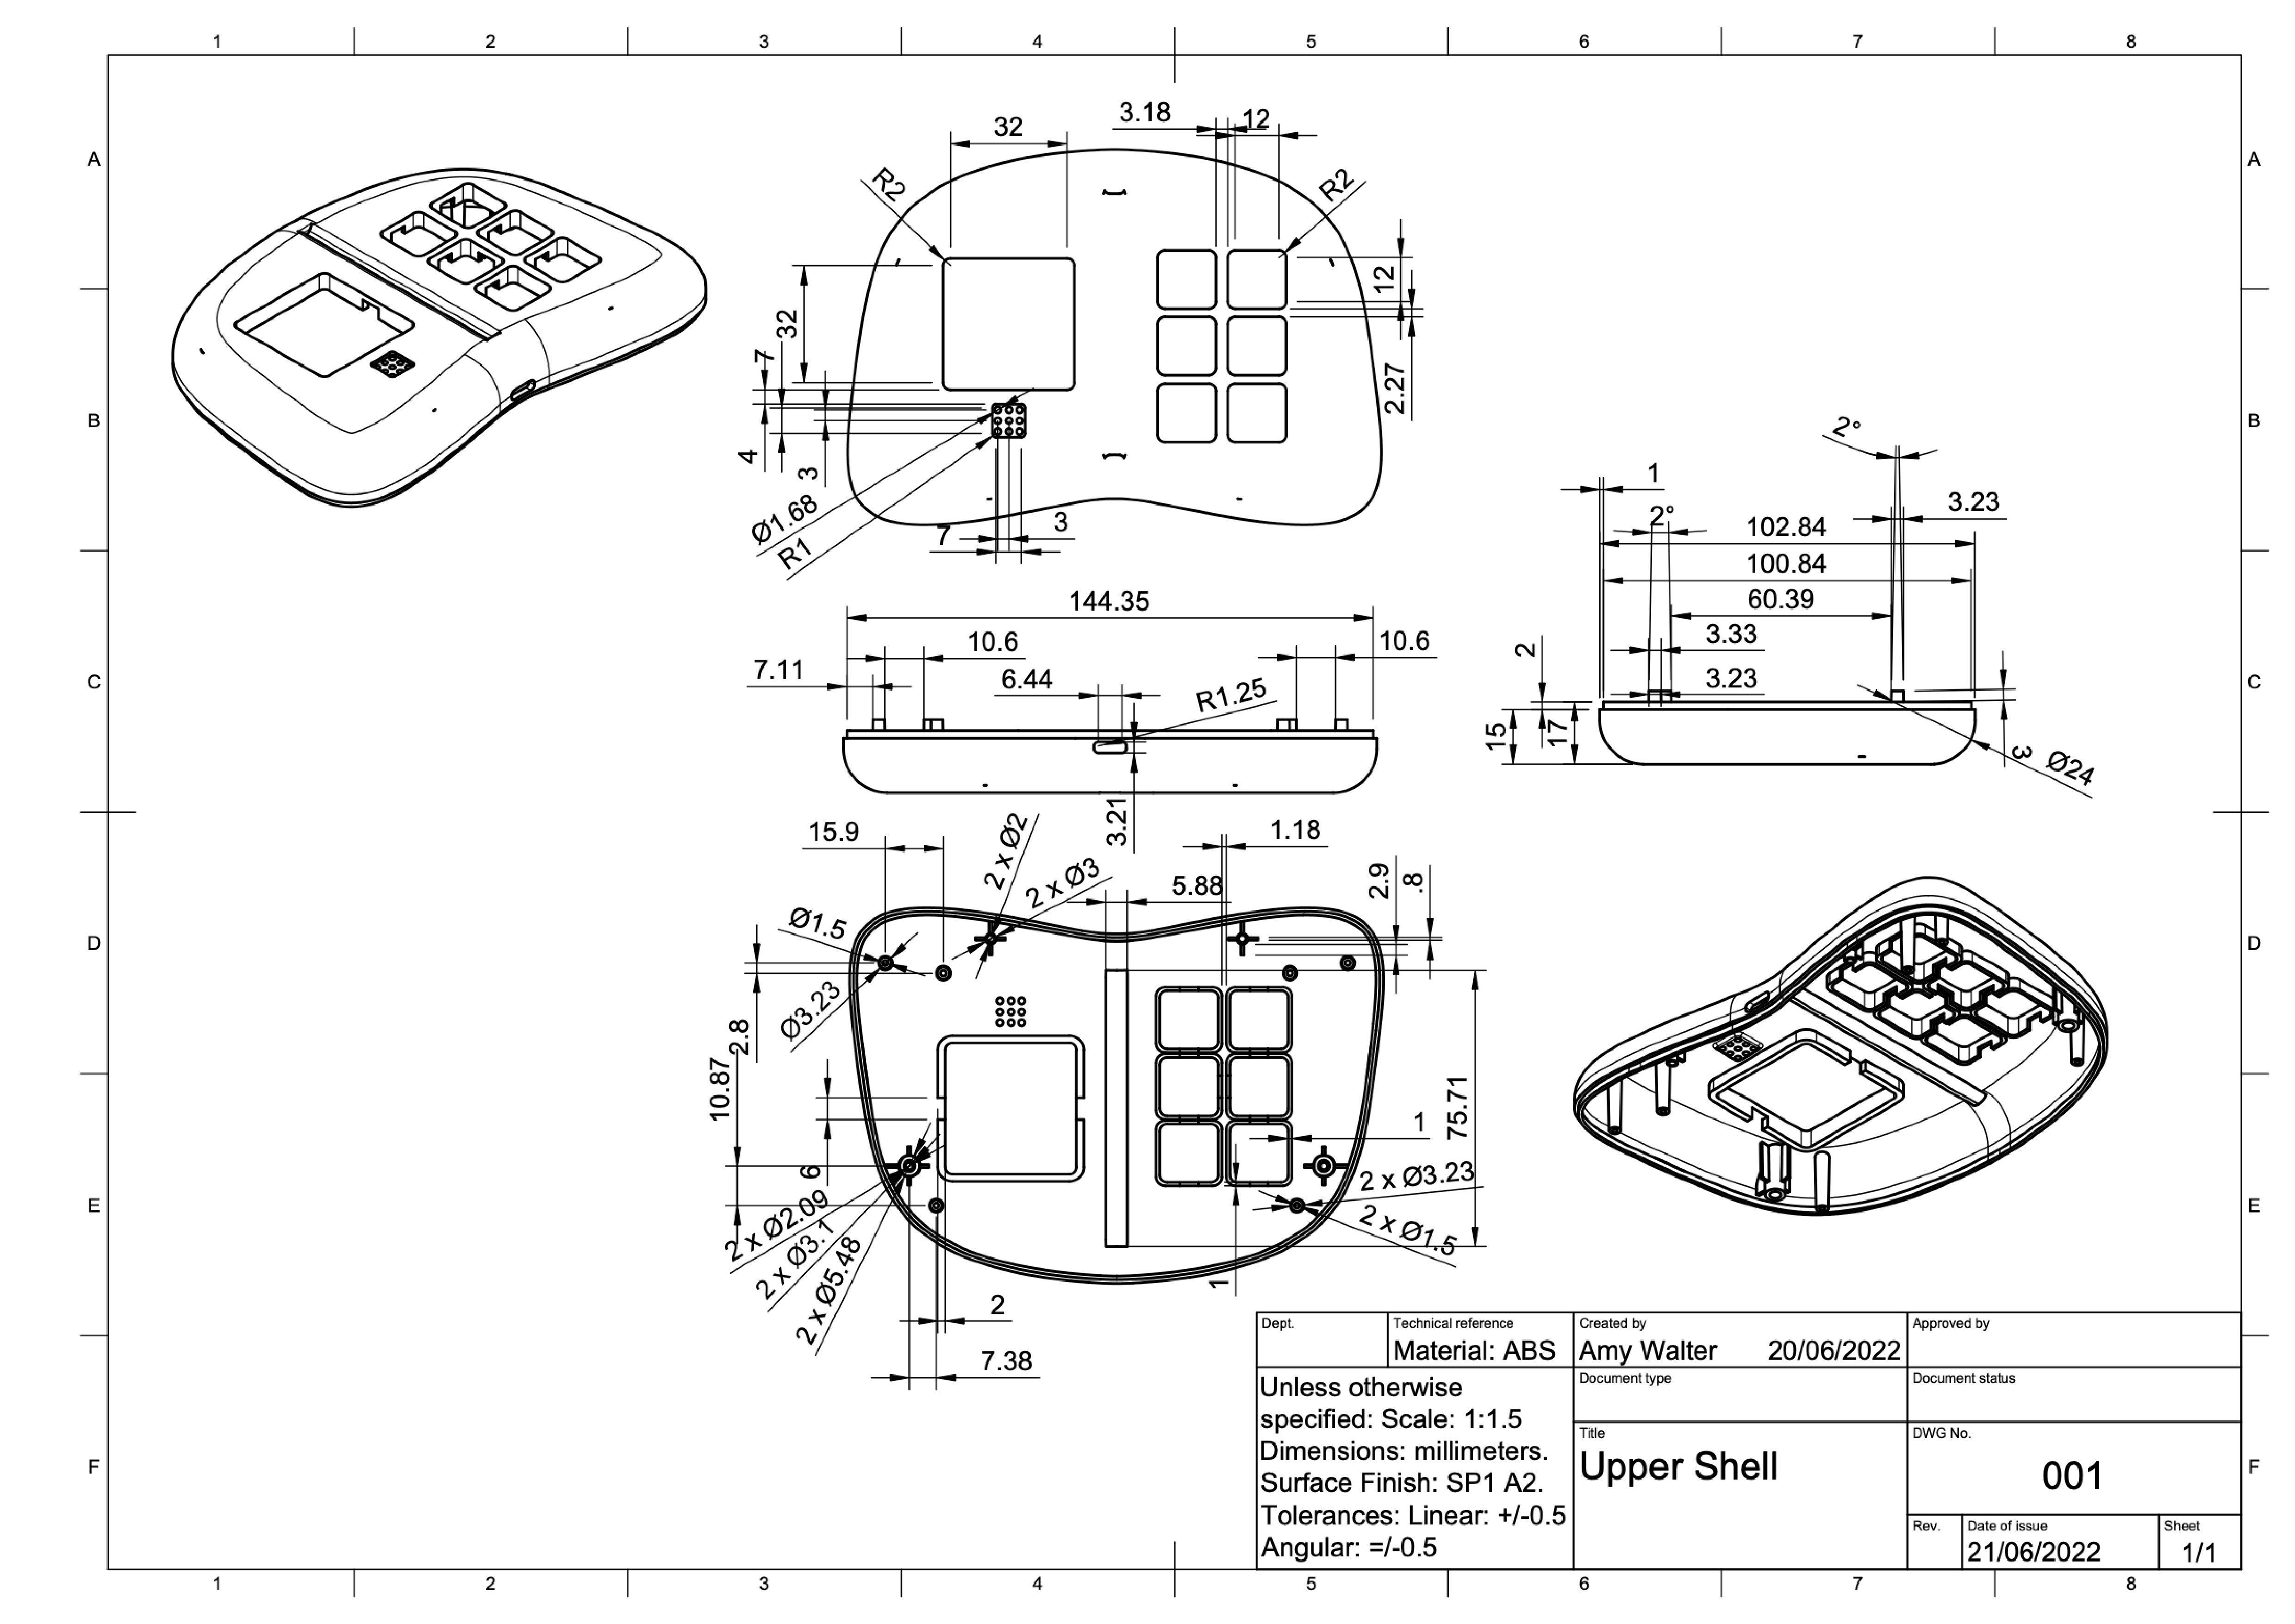 1 2 3 4 5 6 7 8
A A
B B
C C
D D
E E
F F
32
3.18
12
R2
R2
12
32
7
2.27
4
3
Ø1.68
R1
7
3
144.35
10.6
10.6
7.11
6.44
R1.25
3.21
2°
1
3.23
2°
102.84
100.84
60.39
3.33
2
3.23
15
17
3
Ø24
15.9
2 x Ø2
2 x Ø3
1.18
5.88
2.9
.8
Ø1.5
Ø3.23
2.8
10.87
75.71
1
6
2 x Ø3.23
2 x Ø2.09
2 x Ø3.1
2 x Ø5.48
2 x Ø1.5
1
2
7.38
Dept.
Technical reference
Material: ABS
Created by
Amy Walter 20/06/2022
Approved by
Unless otherwise
specified: Scale: 1:1.5
Dimensions: millimeters.
Surface Finish: SP1 A2.
Tolerances: Linear: +/-0.5
Angular: =/-0.5
Document type
Document status
Title
Upper Shell
DWG No.
001
Rev.
Date of issue
21/06/2022
Sheet
1/1
1 2 3 4 5 6 7 8